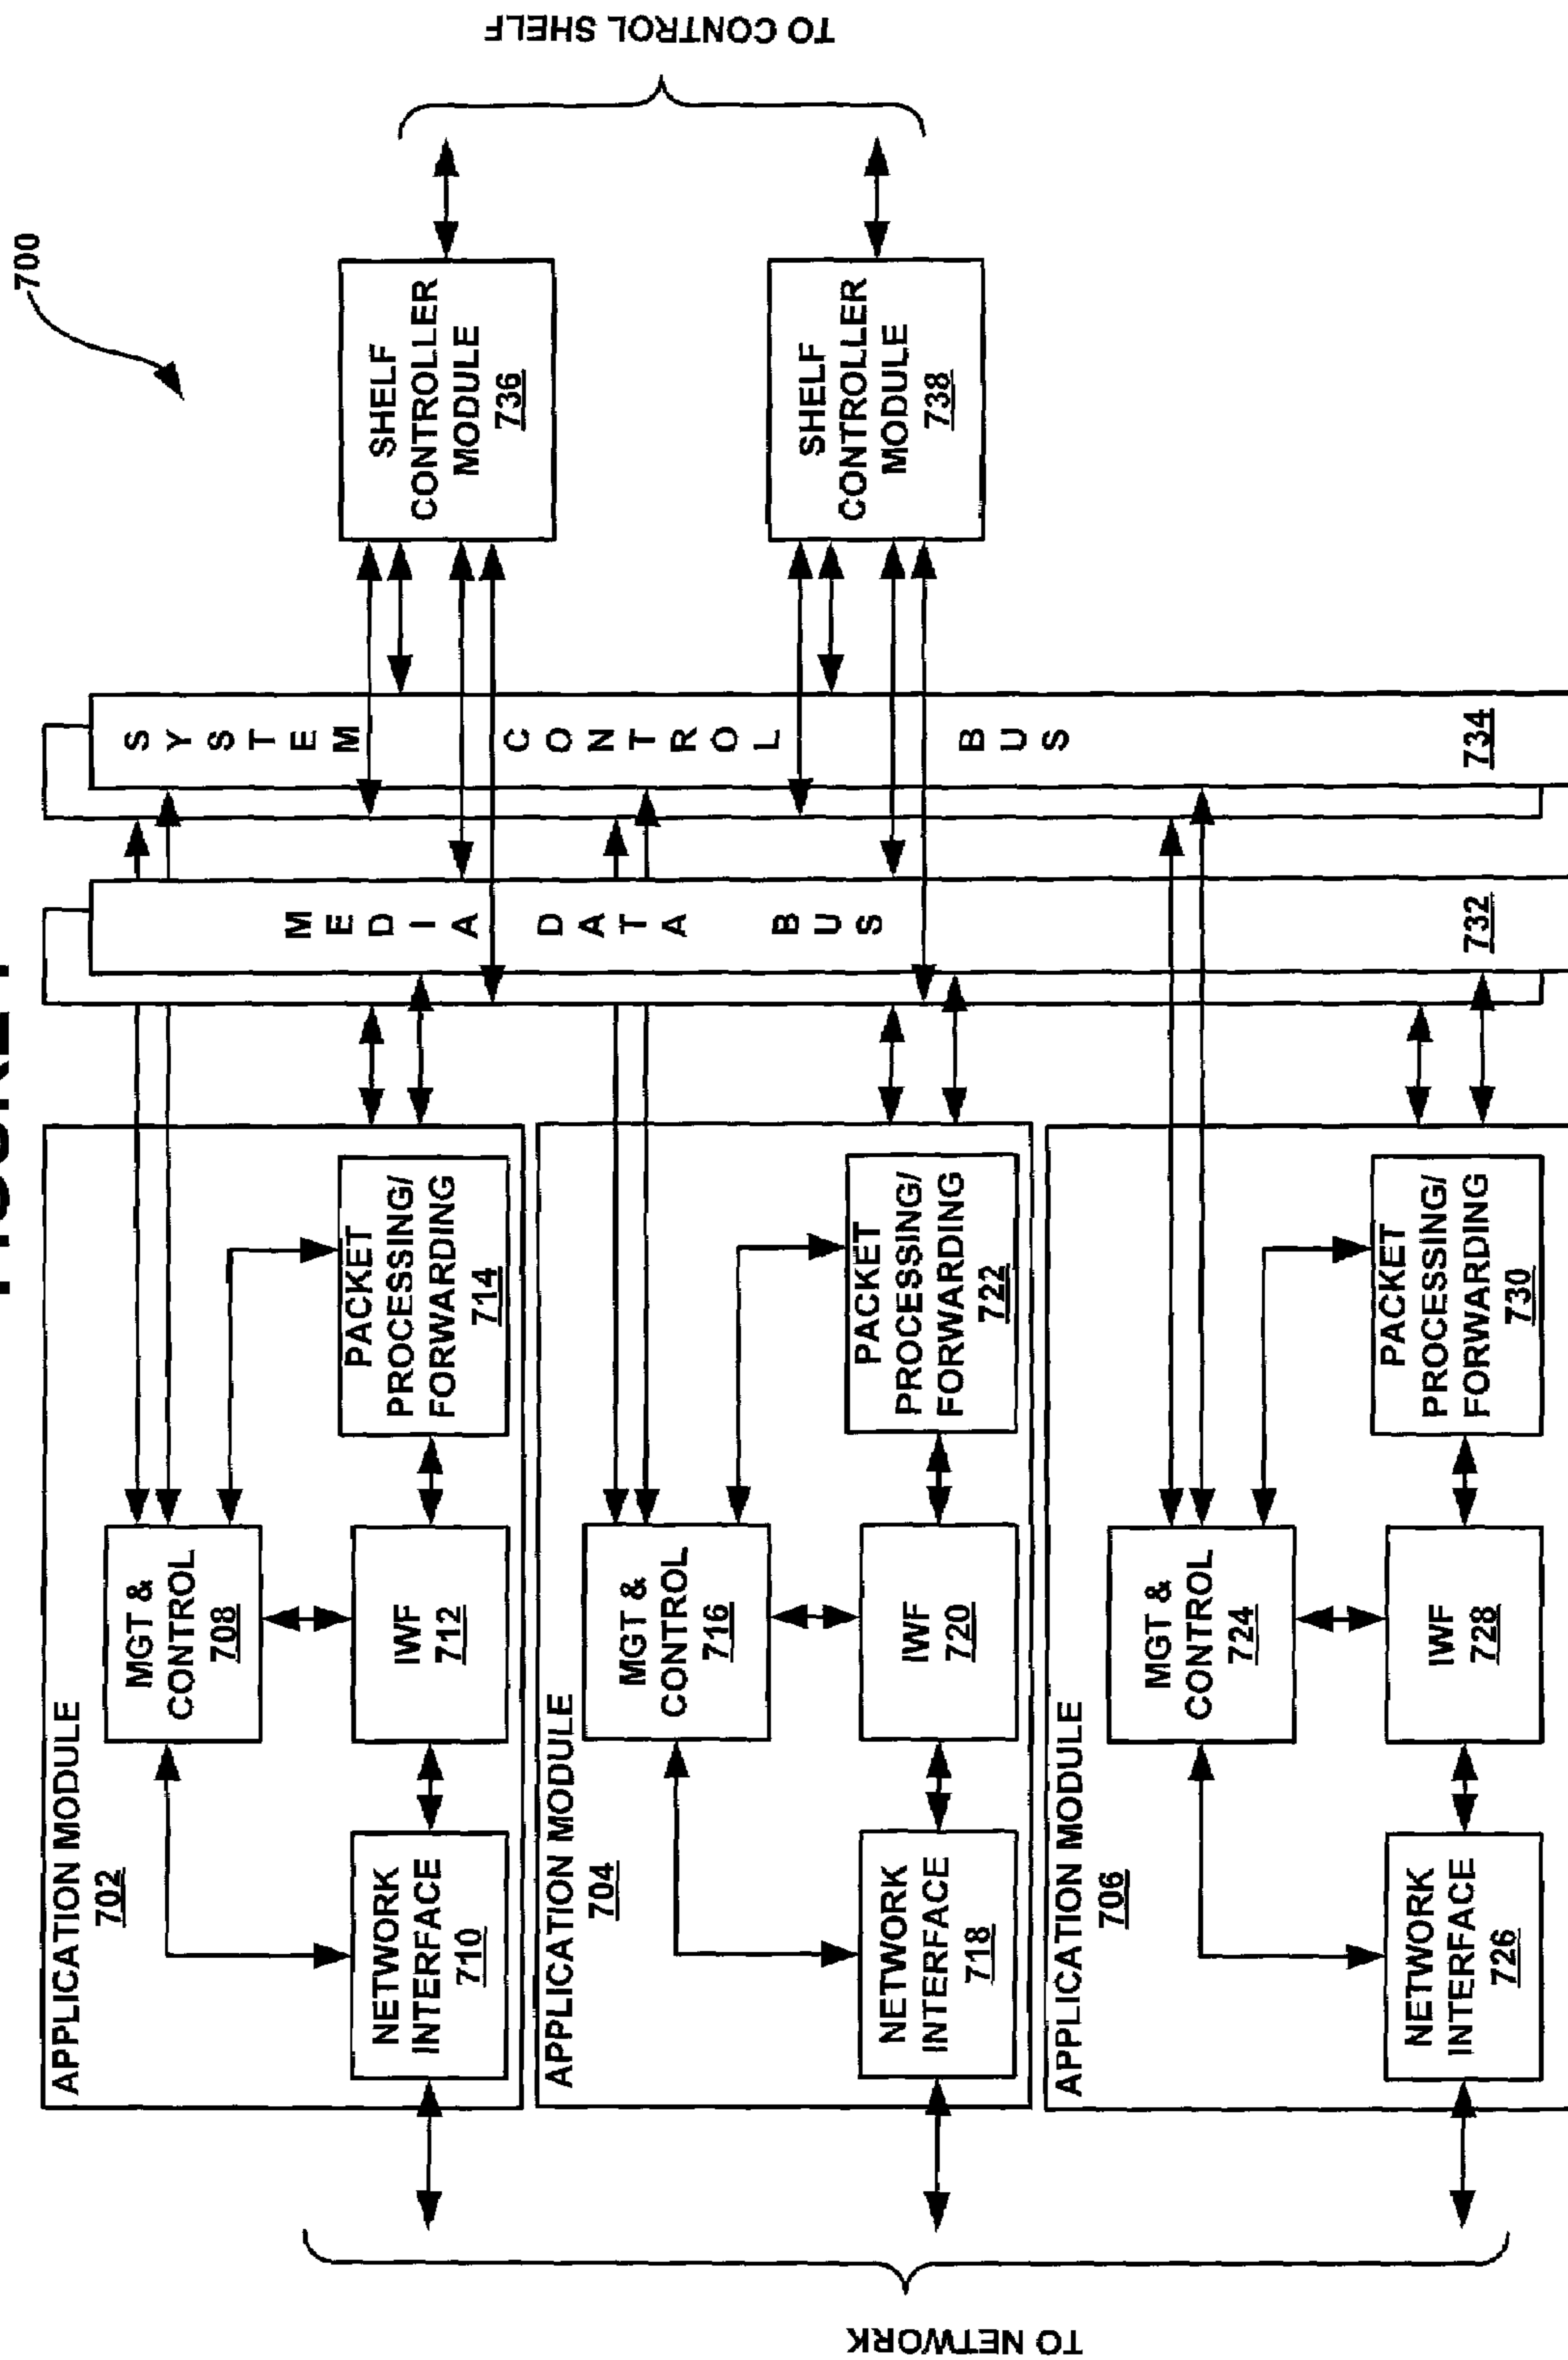 700
APPLICATION MODULE
702
MGT &
CONTROL
708
NETWORK
INTERFACE
710
IWF
712
PACKET
PROCESSING/
FORWARDING
714
APPLICATION MODULE
704
MGT &
CONTROL
716
NETWORK
INTERFACE
718
IWF
720
PACKET
PROCESSING/
FORWARDING
722
APPLICATION MODULE
706
MGT &
CONTROL
724
NETWORK
INTERFACE
726
IWF
728
PACKET
PROCESSING/
FORWARDING
730
MEDIA DATA BUS
732
SYSTEM CONTROL BUS
734
SHELF
CONTROLLER
MODULE
736
SHELF
CONTROLLER
MODULE
738
TO NETWORK
TO CONTROL SHELF